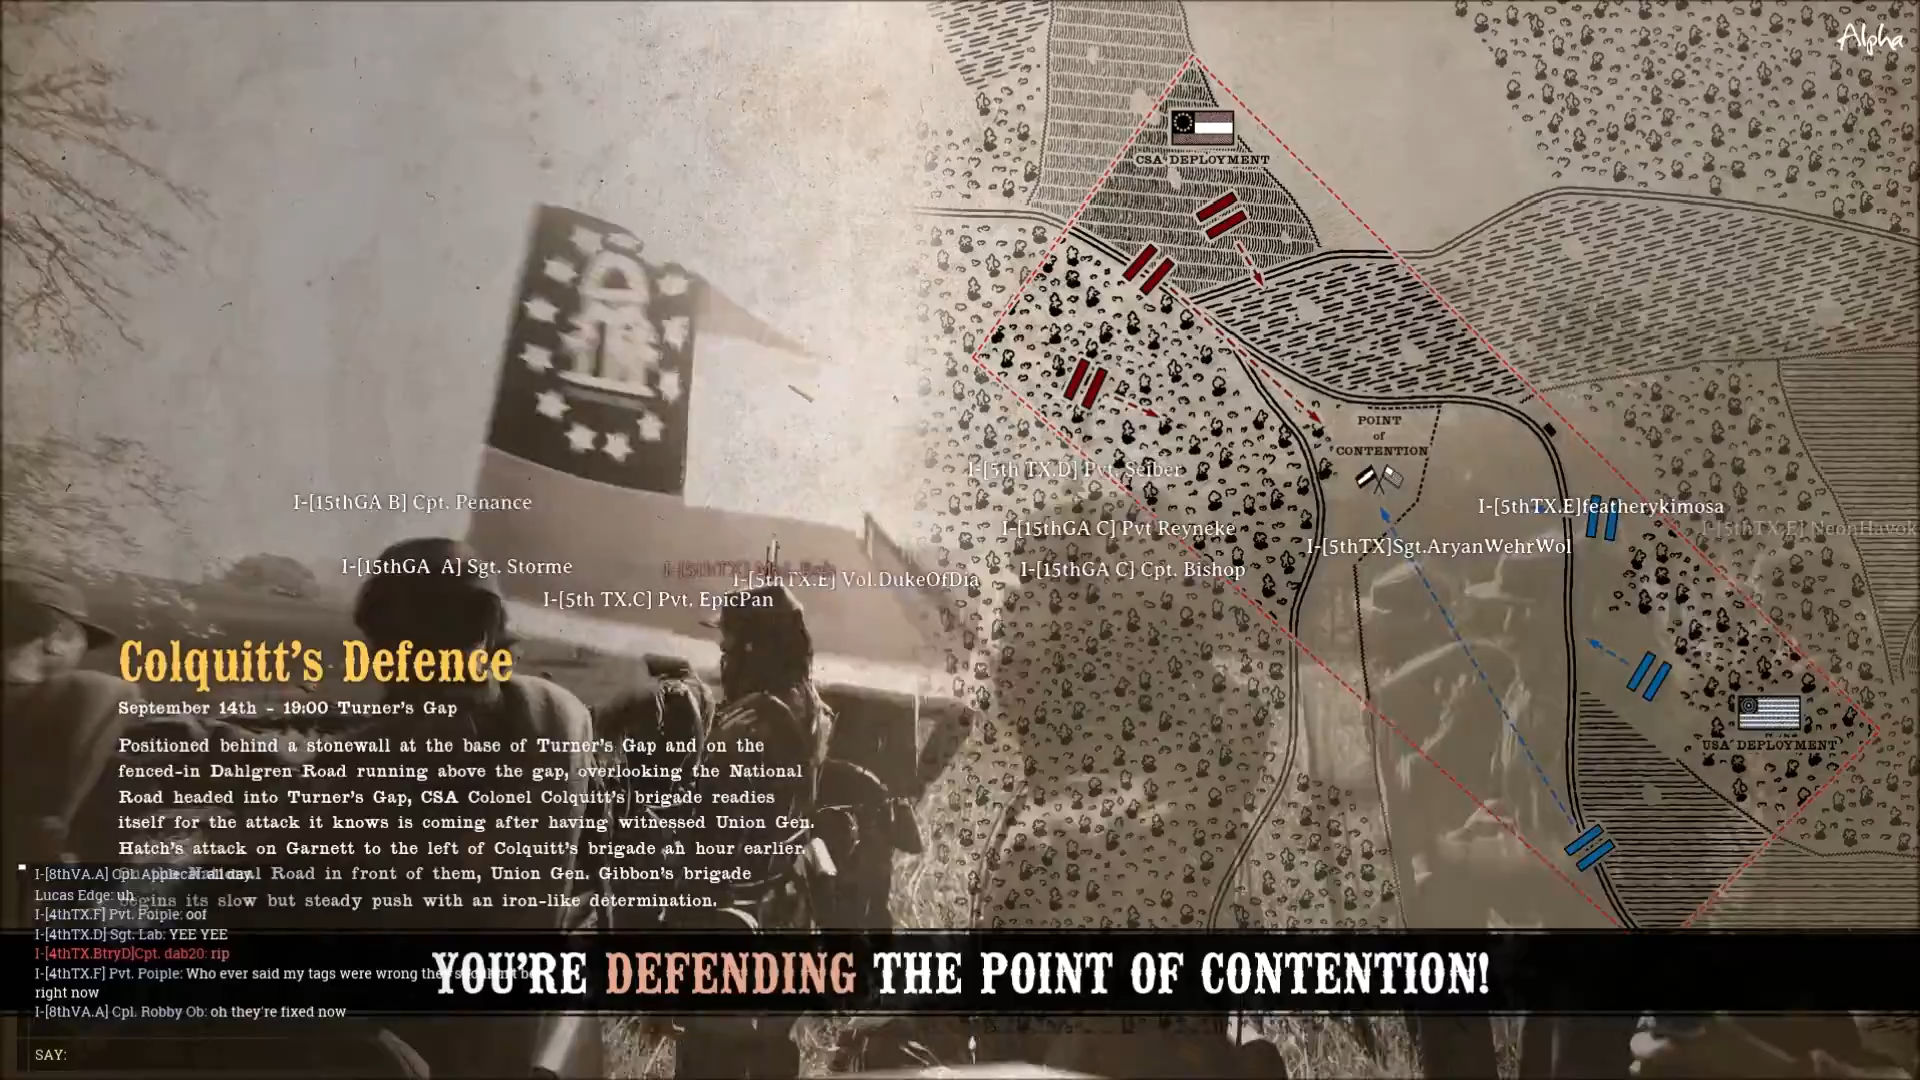 Alpha
CSA DEPLOYMENT
POINT
of
CONTENTION
I-[5th TX.D] Pvt. Seiber
I-[15thGA B] Cpt. Penance
I-[5thTX.E]featherykimosa
I-[15thGA C] Pvt Reyneke
I-[5thTX.E] NeonHavok
I-[5thTX]Sgt.AryanWehrWol
I-[15thGA A] Sgt. Storme
I-[15thGA C] Cpt. Bishop
I-[5thTX.E] Vol.DukeOfDia
I-[5th TX.C] Pvt. EpicPan
USA DEPLOYMENT
Colquitt's Defence
September 14th - 19:00 Turner's Gap
Positioned behind a stonewall at the base of Turner's Gap and on the
fenced-in Dahlgren Road running above the gap, overlooking the National
Road headed into Turner's Gap, CSA Colonel Colquitt's brigade readies
itself for the attack it knows is coming after having witnessed Union Gen.
Hatch's attack on Garnett to the left of Colquitt's brigade an hour earlier.
Road in front of them, Union Gen. Gibbon's brigade
begins its slow but steady push with an iron-like determination.
I-[8thVA.A] Cpl. all day
Lucas Edge: uh
I-[4thTX.F] Pvt. Poiple: oof
I-[4thTX.D] Sgt. Lab: YEE YEE
I-[4thTX.BtryD]Cpt. dab20: rip
I-[4thTX.F] Pvt. Poiple: Who ever said my tags were wrong they be
right now
I-[8thVA.A] Cpl. Robby Ob: oh they're fixed now
YOU'RE DEFENDING THE POINT OF CONTENTION!
SAY: